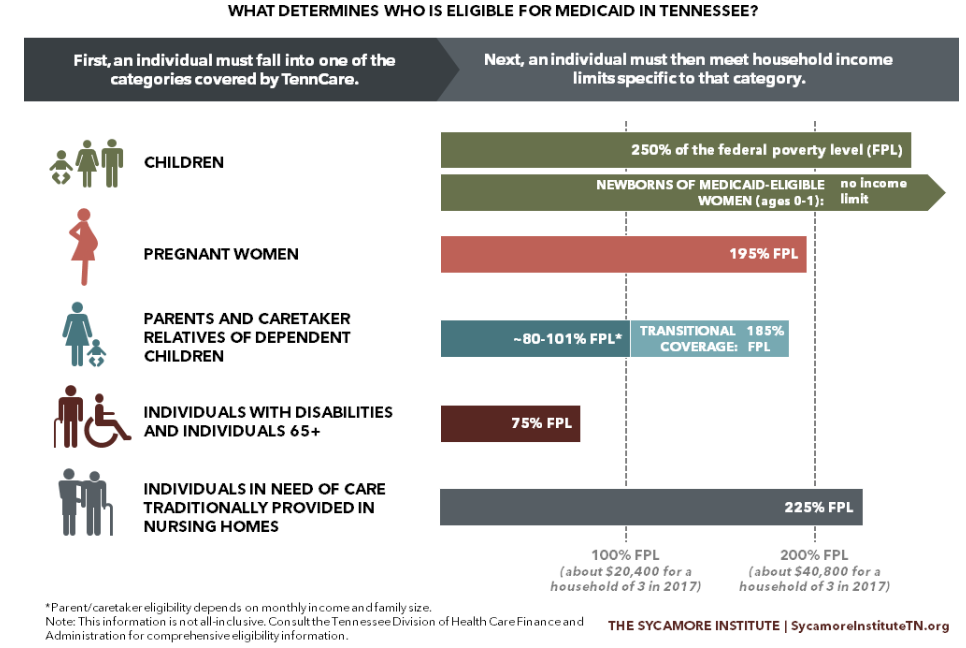 WHAT DETERMINES WHO IS ELIGIBLE FOR MEDICAID IN TENNESSEE?
First, an individual must fall into one of the
categories covered by TennCare.
Next, an individual must then meet household income
limits specific to that category.
CHILDREN
250% of the federal poverty level (FPL)
NEWBORNS OF MEDICAID-ELIGIBLE
WOMEN (ages 0-1):
no income
limit
PREGNANT WOMEN
195% FPL
PARENTS AND CARETAKER
RELATIVES OF DEPENDENT
CHILDREN
~80-101% FPL*
TRANSITIONAL
COVERAGE:
185%
FPL
INDIVIDUALS WITH DISABILITIES
AND INDIVIDUALS 65+
75% FPL
INDIVIDUALS IN NEED OF CARE
TRADITIONALLY PROVIDED IN
NURSING HOMES
225% FPL
100% FPL
(about $20,400 for a
household of 3 in 2017)
200% FPL
(about $40,800 for a
household of 3 in 2017)
*Parent/caretaker eligibility depends on monthly income and family size.
Note: This information is not all-inclusive. Consult the Tennessee Division of Health Care Finance and
Administration for comprehensive eligibility information.
THE SYCAMORE INSTITUTE | SycamoreInstituteTN.org